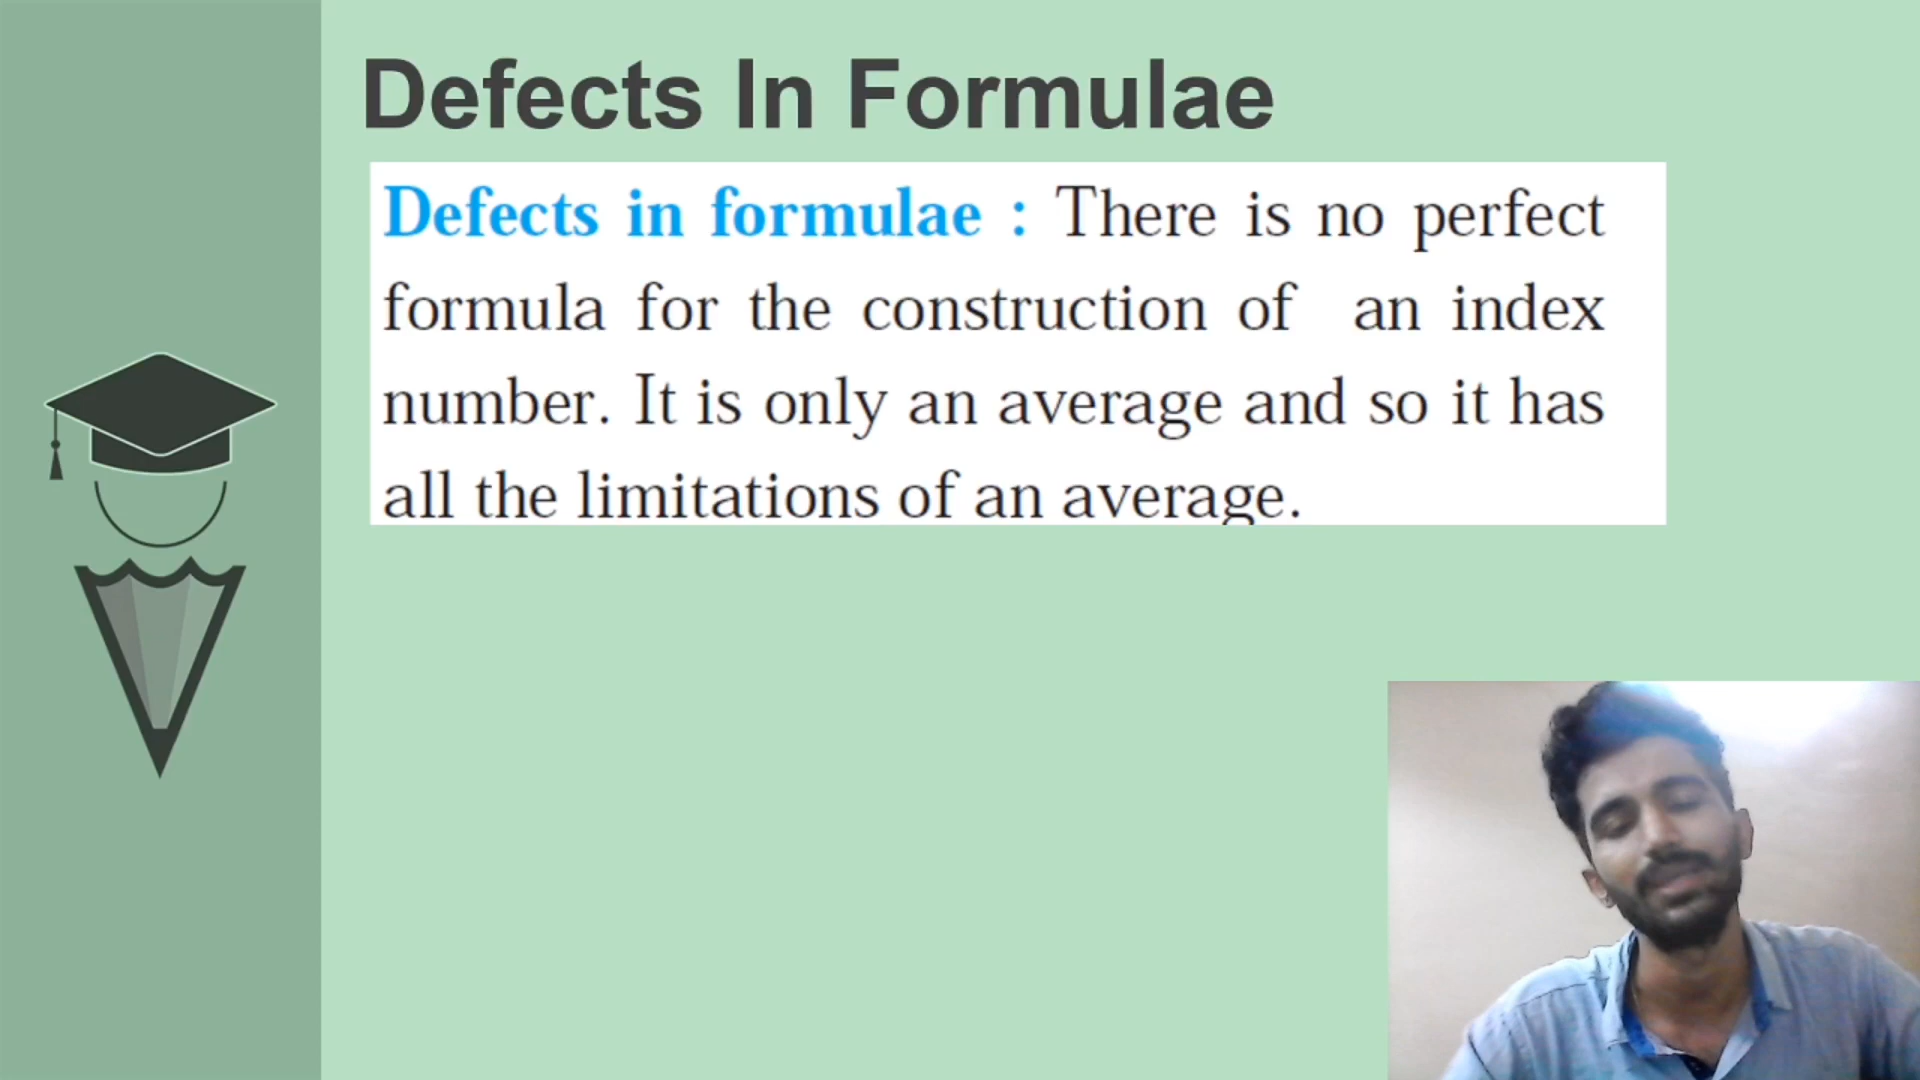 Defects In Formulae
Defects in formulae : There is no perfect
formula for the construction of an index
number. It is only an average and so it has
all the limitations of an average.